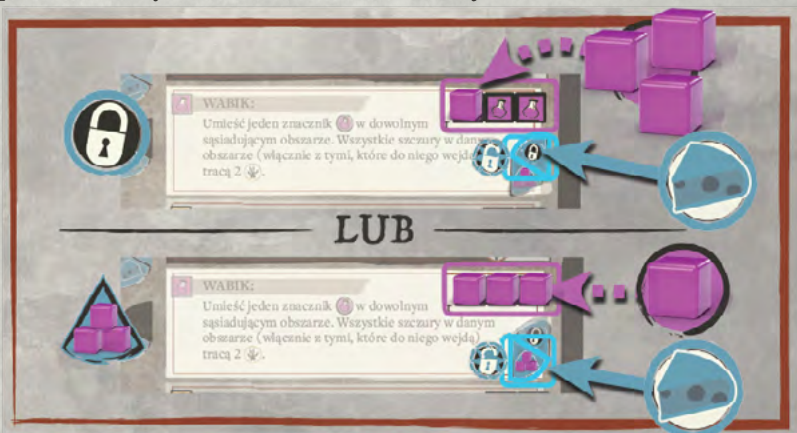 WABIK:
Umieść jeden znacznik w dowolnym
sąsiadującym obszarze. Wszystkie szczury w danym
obszarze (włącznie z tymi, które do niego wejdą)
tracą 2 .
LUB
WABIK:
Umieść jeden znacznik w dowolnym
sąsiadującym obszarze. Wszystkie szczury w danym
obszarze (włącznie z tymi, które do niego wejdą)
tracą 2 .